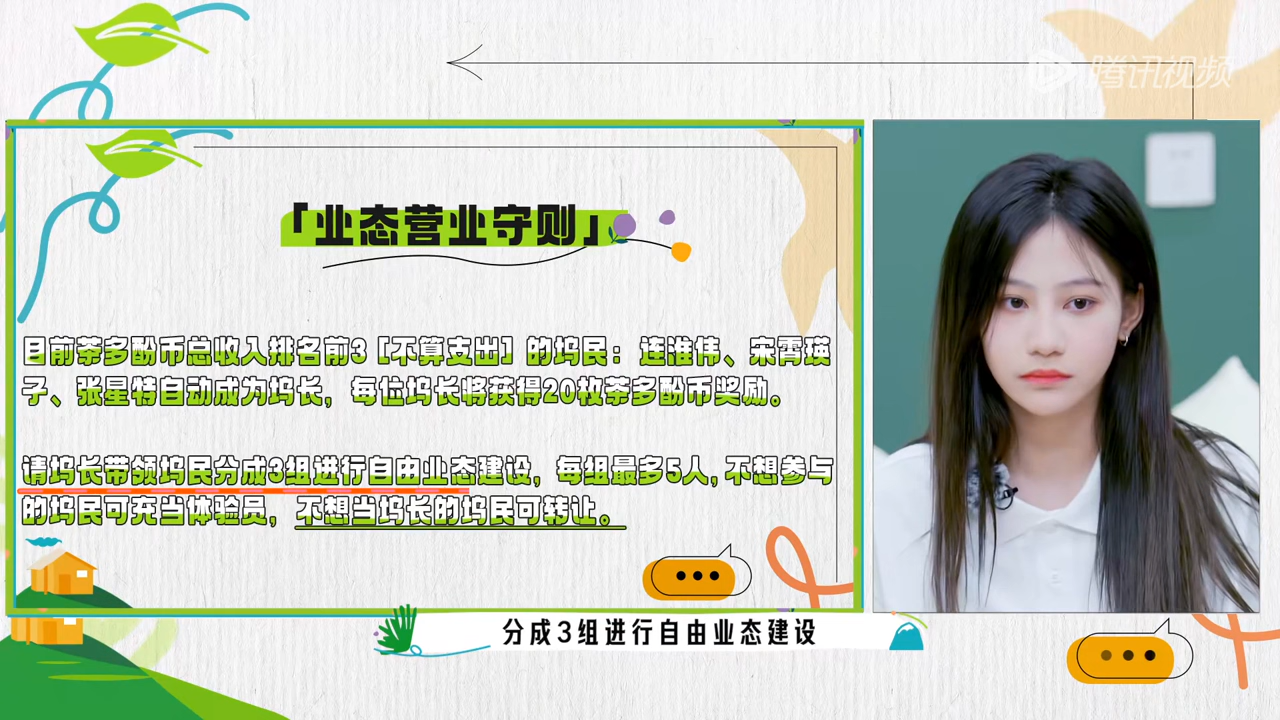 腾讯视频
「业态营业守则」
目前茶多酚币总收入排名前3［不算支出］的坞民：连淮伟、宋霄瑛
子、张星特自动成为坞长，每位坞长将获得20枚茶多酚币奖励。
请坞长带领坞民分成3组进行自由业态建设，每组最多5人,不想参与
的坞民可充当体验员，不想当坞长的坞民可转让。
分成3组进行自由业态建设